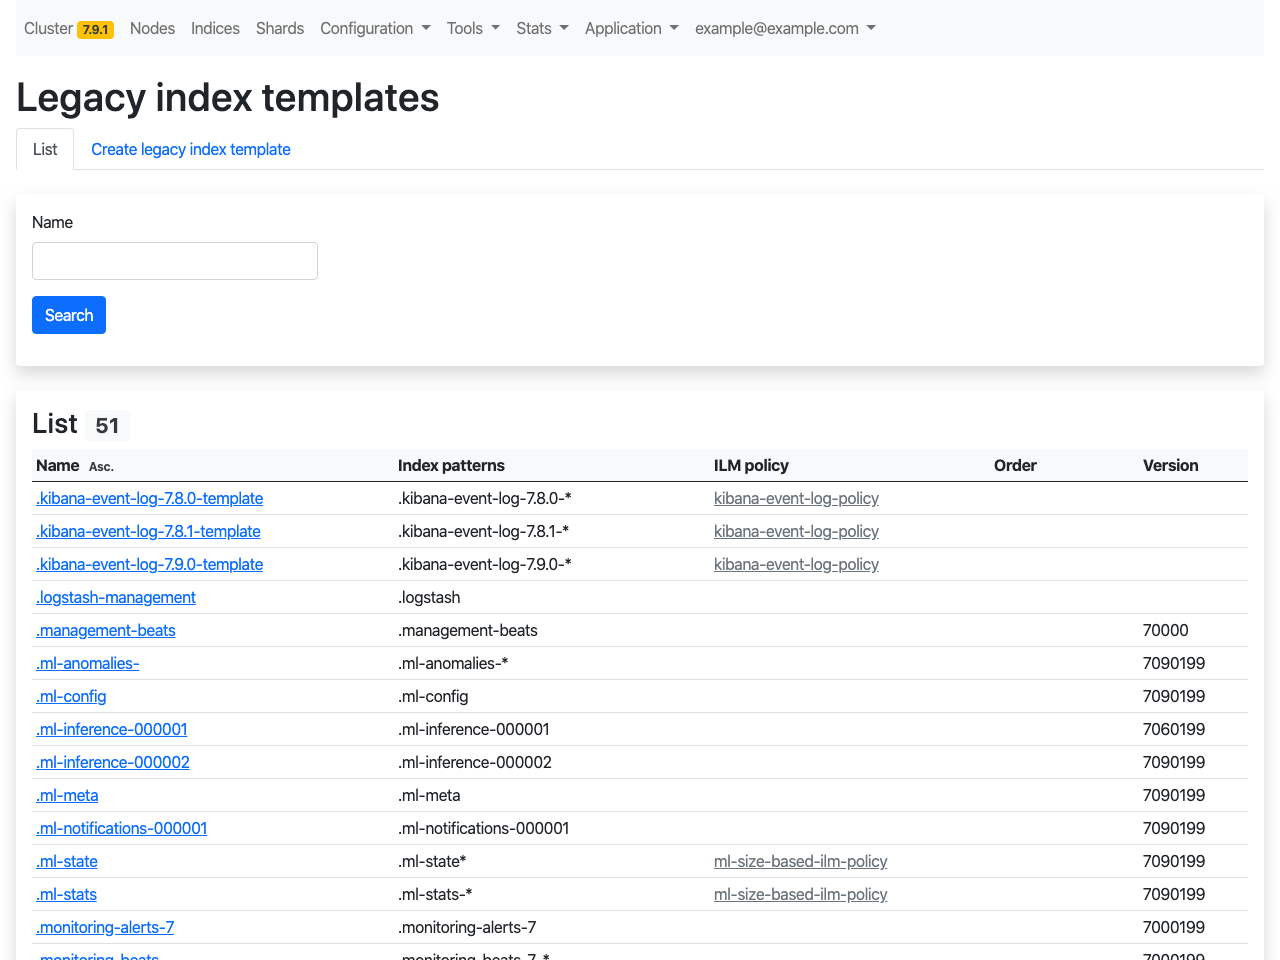 Cluster 7.9.1 Nodes Indices Shards Configuration Tools Stats Application example@example.com
Legacy index templates
List Create legacy index template
Name
Search
List 51
Name Asc. Index patterns ILM policy Order Version
.kibana-event-log-7.8.0-template .kibana-event-log-7.8.0-* kibana-event-log-policy
.kibana-event-log-7.8.1-template .kibana-event-log-7.8.1-* kibana-event-log-policy
.kibana-event-log-7.9.0-template .kibana-event-log-7.9.0-* kibana-event-log-policy
.logstash-management .logstash
.management-beats .management-beats 70000
.ml-anomalies- .ml-anomalies-* 7090199
.ml-config .ml-config 7090199
.ml-inference-000001 .ml-inference-000001 7060199
.ml-inference-000002 .ml-inference-000002 7090199
.ml-meta .ml-meta 7090199
.ml-notifications-000001 .ml-notifications-000001 7090199
.ml-state .ml-state* ml-size-based-ilm-policy 7090199
.ml-stats .ml-stats-* ml-size-based-ilm-policy 7090199
.monitoring-alerts-7 .monitoring-alerts-7 7000199
.monitoring-beats .monitoring-beats-7-* 7000199